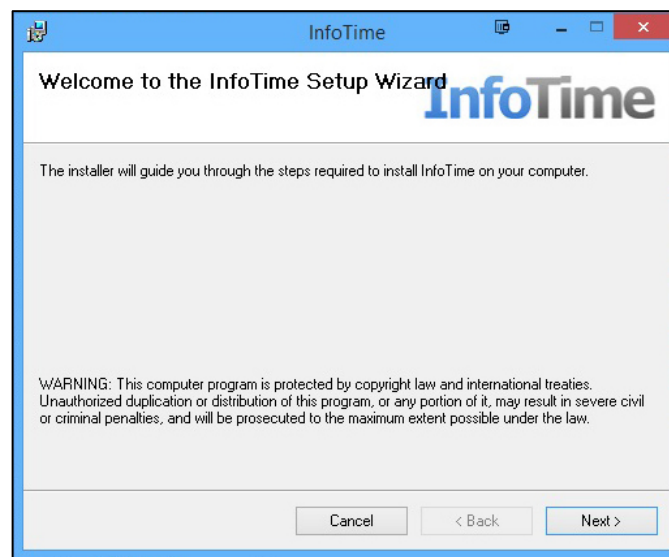 InfoTime
Welcome to the InfoTime Setup Wizard
InfoTime
The installer will guide you through the steps required to install InfoTime on your computer.
WARNING: This computer program is protected by copyright law and international treaties.
Unauthorized duplication or distribution of this program, or any portion of it, may result in severe civil
or criminal penalties, and will be prosecuted to the maximum extent possible under the law.
Cancel < Back Next >